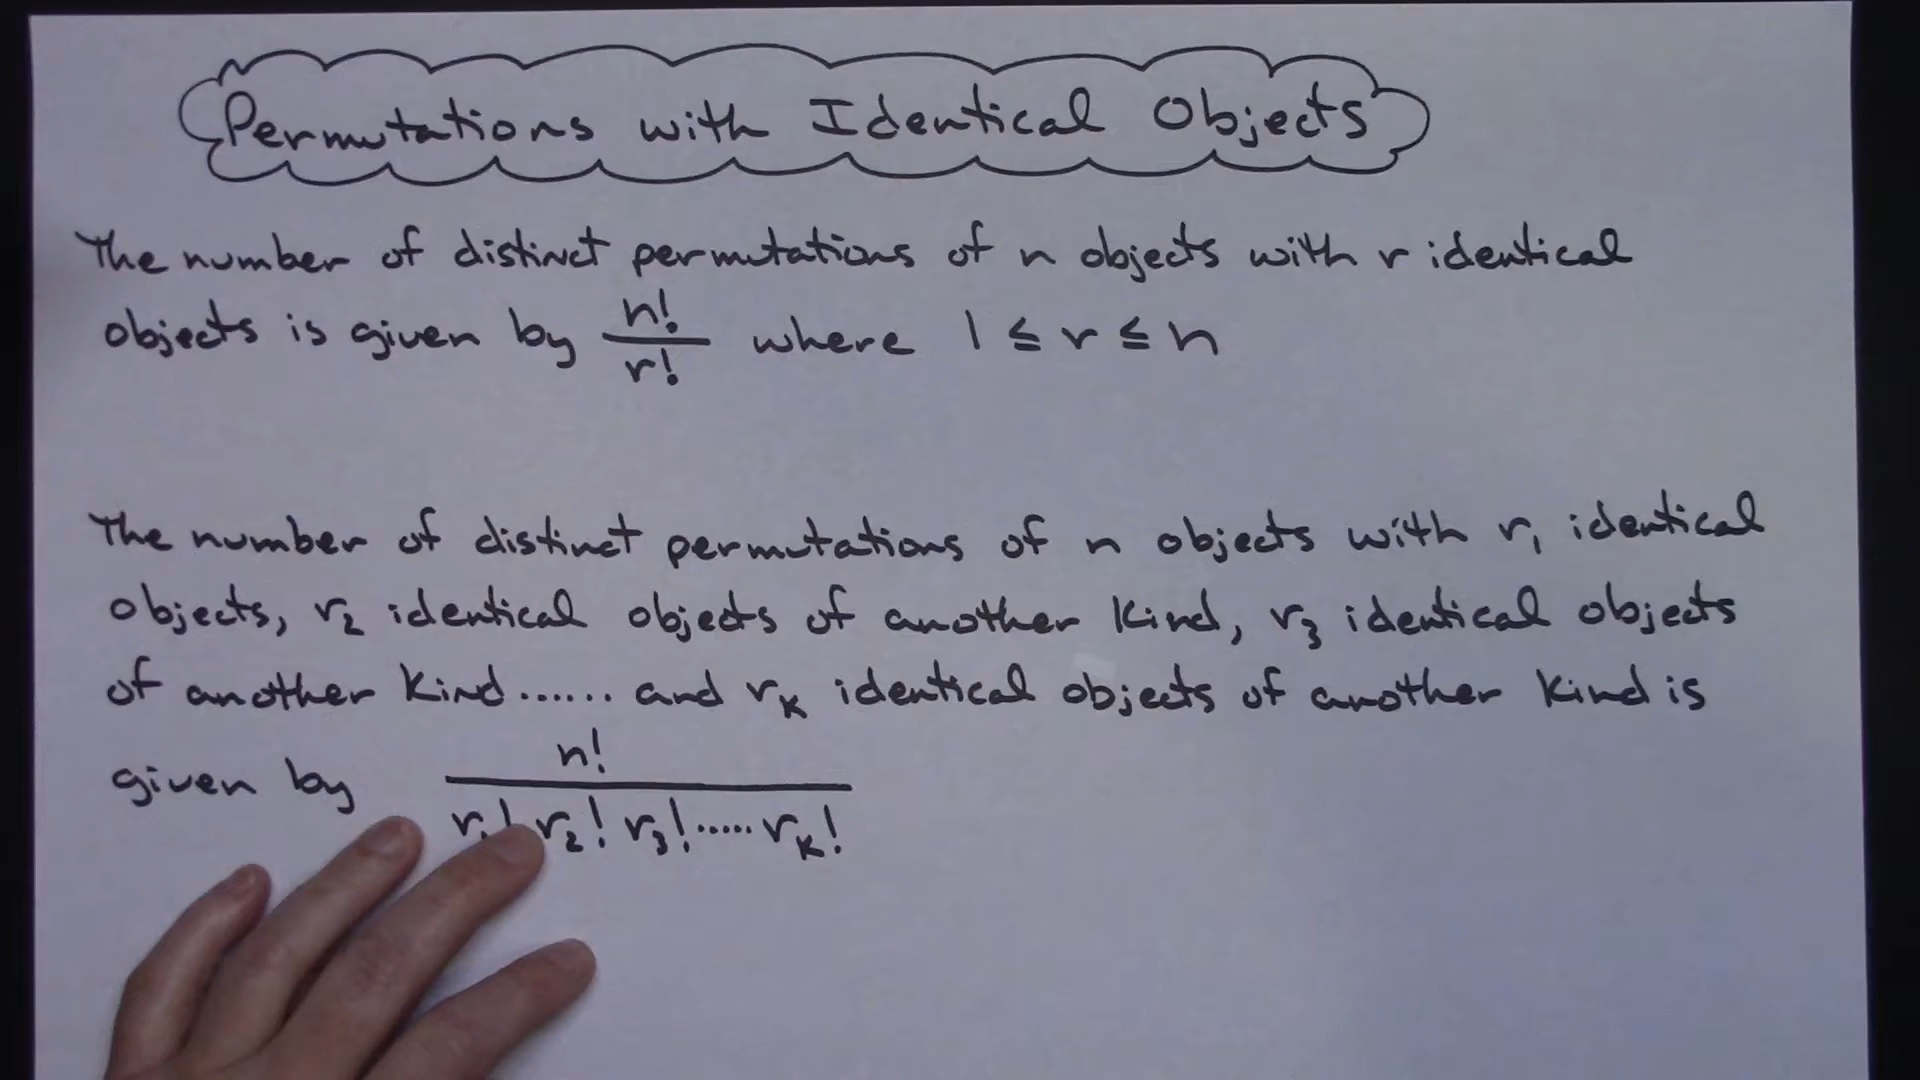 Permutations with Identical Objects
The number of distinct permutations of n objects with r identical
objects is given by n!/r! where 1 ≤ r ≤ n
The number of distinct permutations of n objects with r₁ identical
objects, r₂ identical objects of another kind, r₃ identical objects
of another kind...... and rₖ identical objects of another kind is
given by n!/(r₁! r₂! r₃! ..... rₖ!)